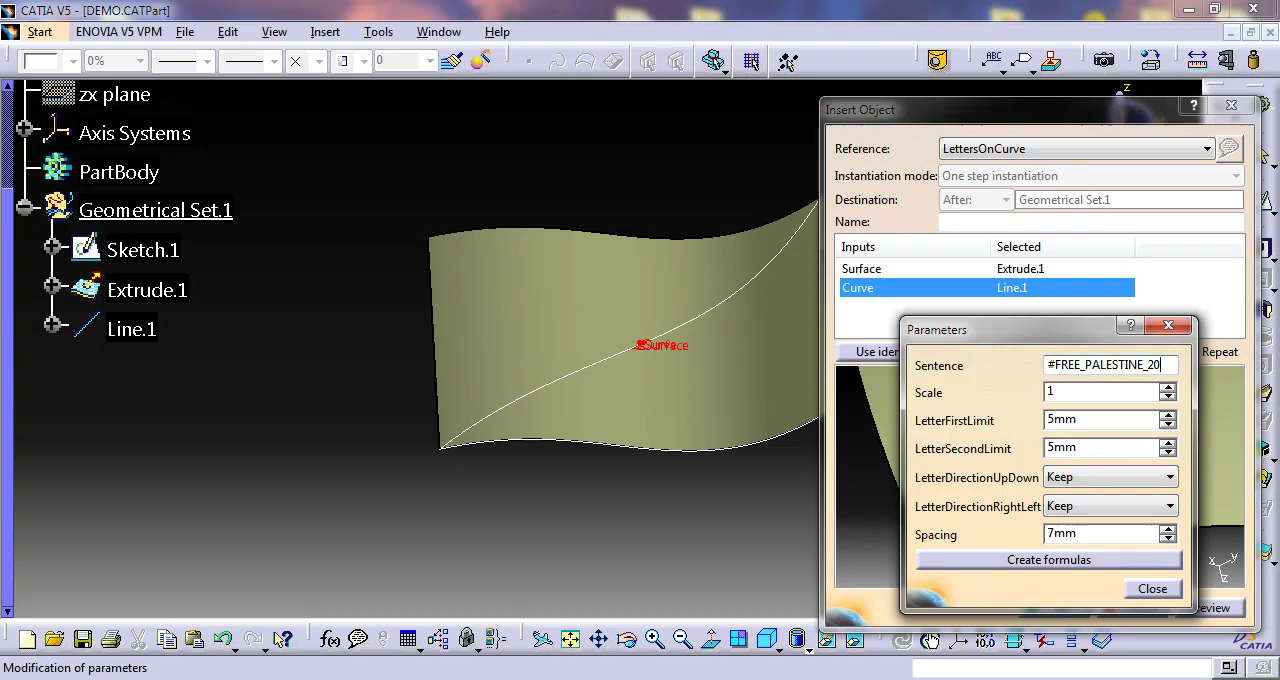 CATIA V5 - [DEMO.CATPart]
Start ENOVIA V5 VPM File Edit View Insert Tools Window Help
0% 0 ABC
zx plane
Axis Systems
PartBody
Geometrical Set.1
Sketch.1
Extrude.1
Line.1
Surface
z
Insert Object
Reference: LettersOnCurve
Instantiation mode: One step instantiation
Destination: After: Geometrical Set.1
Name:
Inputs Selected
Surface Extrude.1
Curve Line.1
Use iden
Repeat
Parameters
Sentence #FREE_PALESTINE_20
Scale 1
LetterFirstLimit 5mm
LetterSecondLimit 5mm
LetterDirectionUpDown Keep
LetterDirectionRightLeft Keep
Spacing 7mm
Create formulas
Close
eview
x y
z
f(x) 10,0
CATIA
Modification of parameters